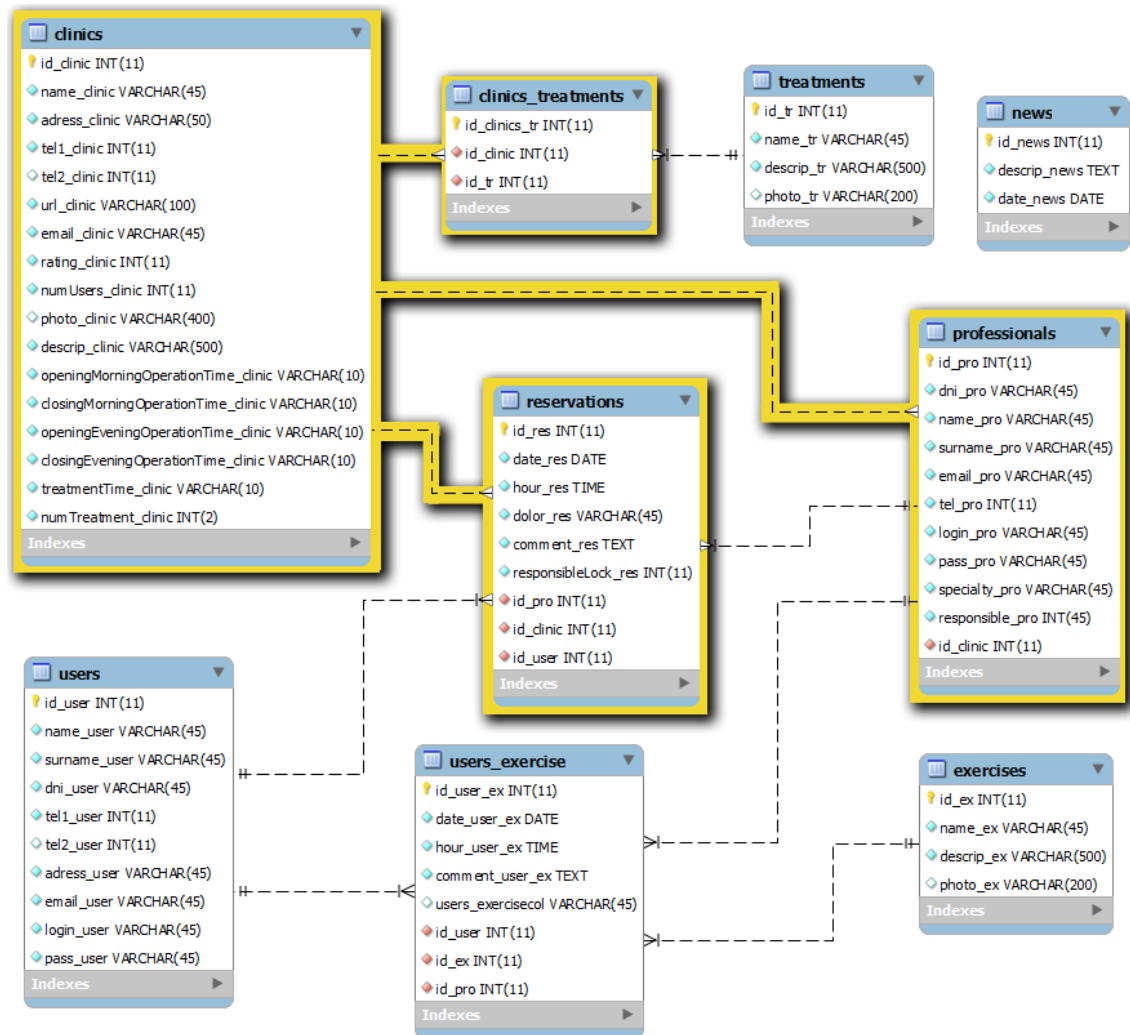 clinics
id_clinic INT(11)
name_clinic VARCHAR(45)
adress_clinic VARCHAR(50)
tel1_clinic INT(11)
tel2_clinic INT(11)
url_clinic VARCHAR(100)
email_clinic VARCHAR(45)
rating_clinic INT(11)
numUsers_clinic INT(11)
photo_clinic VARCHAR(400)
descrip_clinic VARCHAR(500)
openingMorningOperationTime_clinic VARCHAR(10)
closingMorningOperationTime_clinic VARCHAR(10)
openingEveningOperationTime_clinic VARCHAR(10)
closingEveningOperationTime_clinic VARCHAR(10)
treatmentTime_clinic VARCHAR(10)
numTreatment_clinic INT(2)
Indexes
clinics_treatments
id_clinics_tr INT(11)
id_clinic INT(11)
id_tr INT(11)
Indexes
treatments
id_tr INT(11)
name_tr VARCHAR(45)
descrip_tr VARCHAR(500)
photo_tr VARCHAR(200)
Indexes
news
id_news INT(11)
descrip_news TEXT
date_news DATE
Indexes
professionals
id_pro INT(11)
dni_pro VARCHAR(45)
name_pro VARCHAR(45)
surname_pro VARCHAR(45)
email_pro VARCHAR(45)
tel_pro INT(11)
login_pro VARCHAR(45)
pass_pro VARCHAR(45)
specialty_pro VARCHAR(45)
responsible_pro INT(45)
id_clinic INT(11)
Indexes
reservations
id_res INT(11)
date_res DATE
hour_res TIME
dolor_res VARCHAR(45)
comment_res TEXT
responsibleLock_res INT(11)
id_pro INT(11)
id_clinic INT(11)
id_user INT(11)
Indexes
users
id_user INT(11)
name_user VARCHAR(45)
surname_user VARCHAR(45)
dni_user VARCHAR(45)
tel1_user INT(11)
tel2_user INT(11)
adress_user VARCHAR(45)
email_user VARCHAR(45)
login_user VARCHAR(45)
pass_user VARCHAR(45)
Indexes
users_exercise
id_user_ex INT(11)
date_user_ex DATE
hour_user_ex TIME
comment_user_ex TEXT
users_exercisecol VARCHAR(45)
id_user INT(11)
id_ex INT(11)
id_pro INT(11)
Indexes
exercises
id_ex INT(11)
name_ex VARCHAR(45)
descrip_ex VARCHAR(500)
photo_ex VARCHAR(200)
Indexes